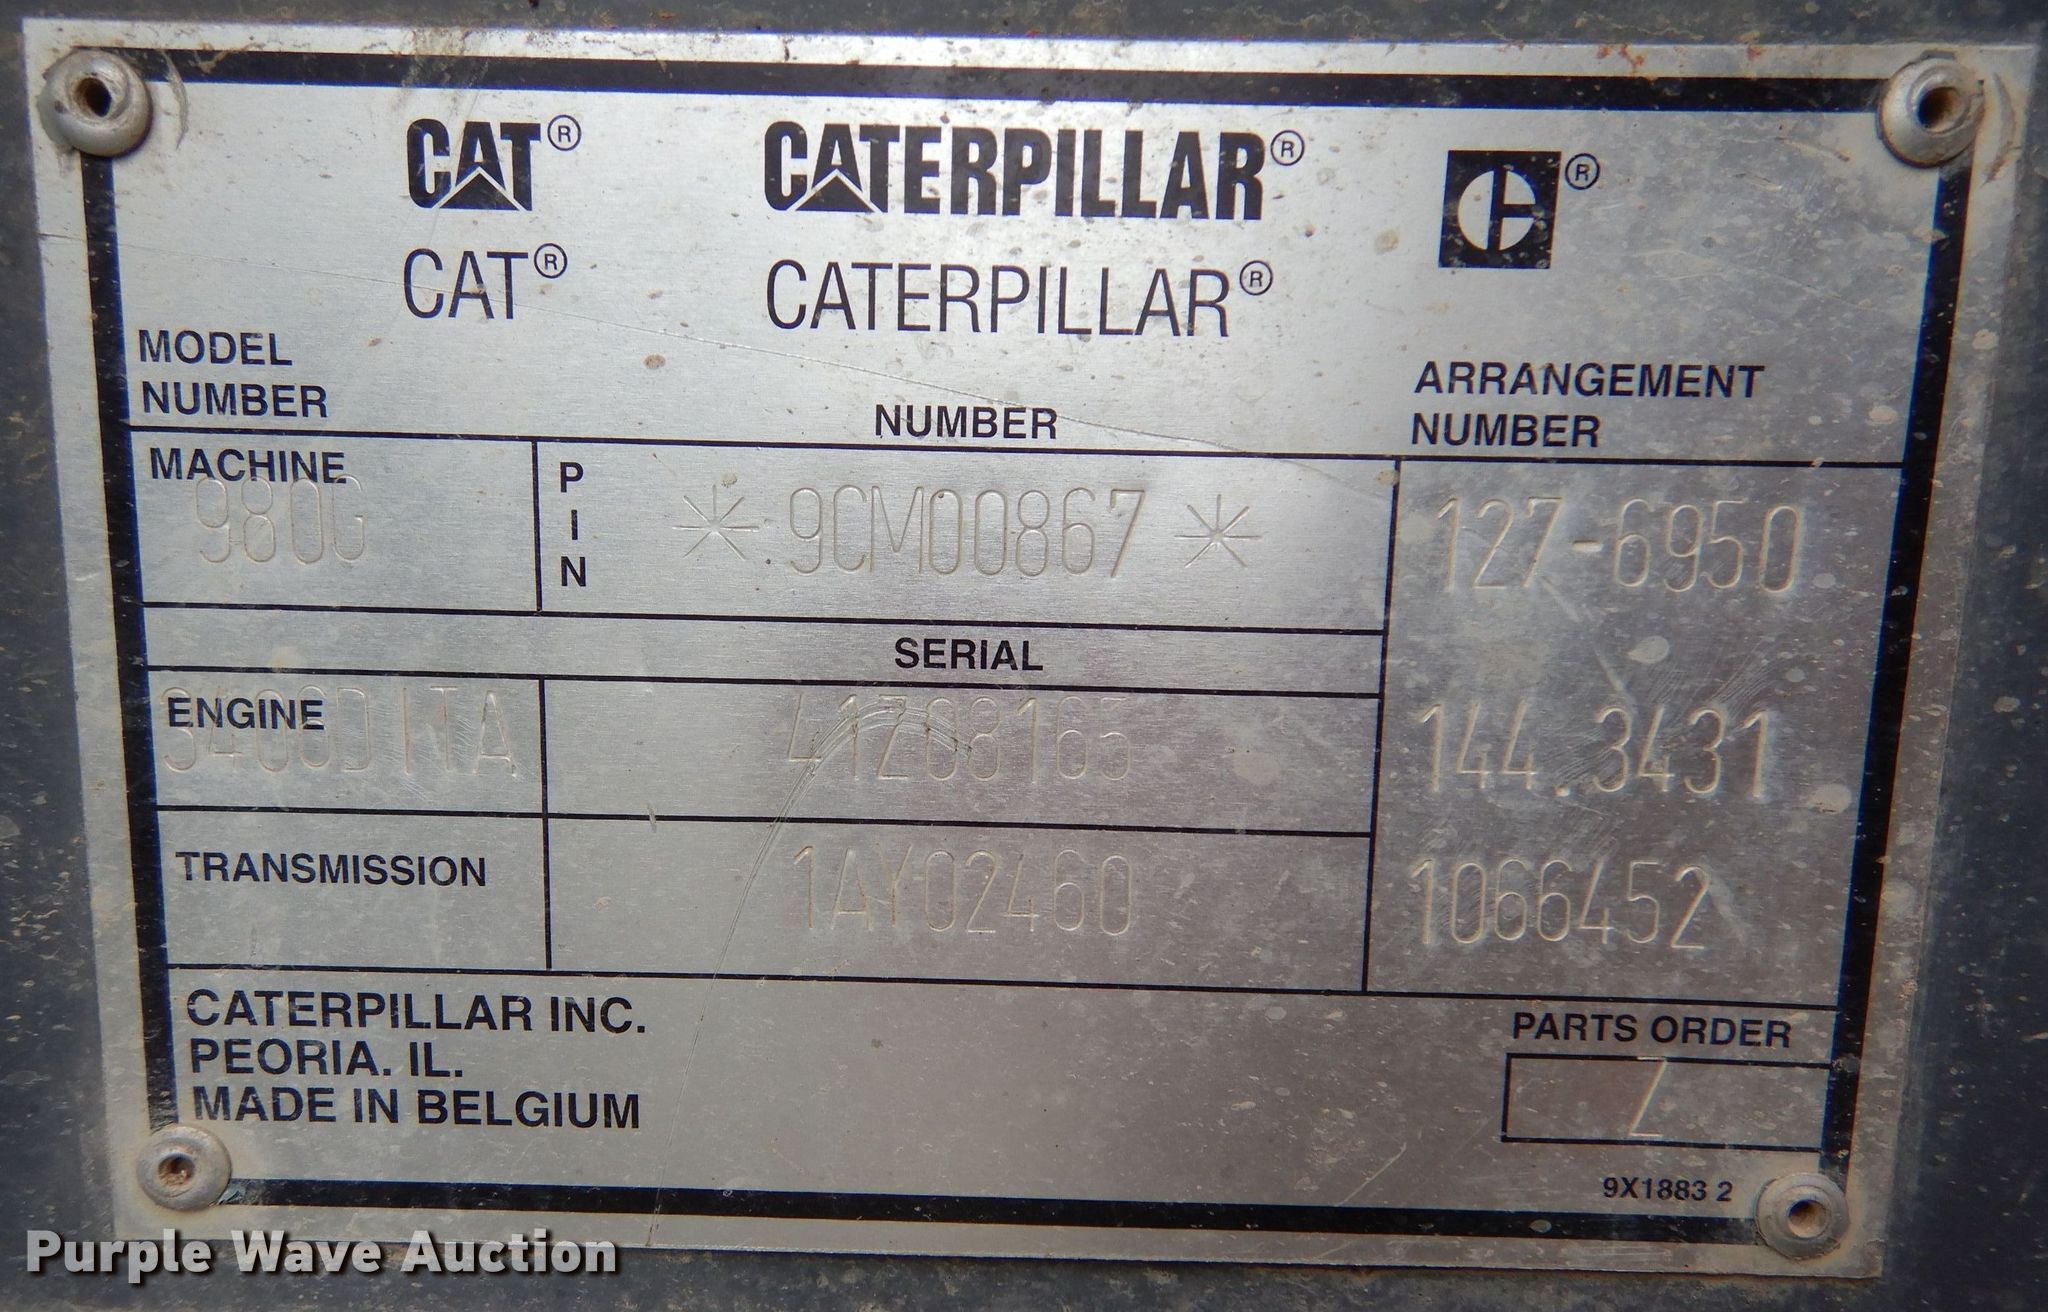 CAT® CATERPILLAR® ®
CAT® CATERPILLAR®
MODEL
NUMBER
NUMBER
ARRANGEMENT
NUMBER
MACHINE
980G
PIN
* 9CM00867 *
127-6950
SERIAL
ENGINE
41Z08165
144.3431
TRANSMISSION
1AY02460
1066452
CATERPILLAR INC.
PEORIA. IL.
MADE IN BELGIUM
PARTS ORDER
Z
9X1883 2
Purple Wave Auction